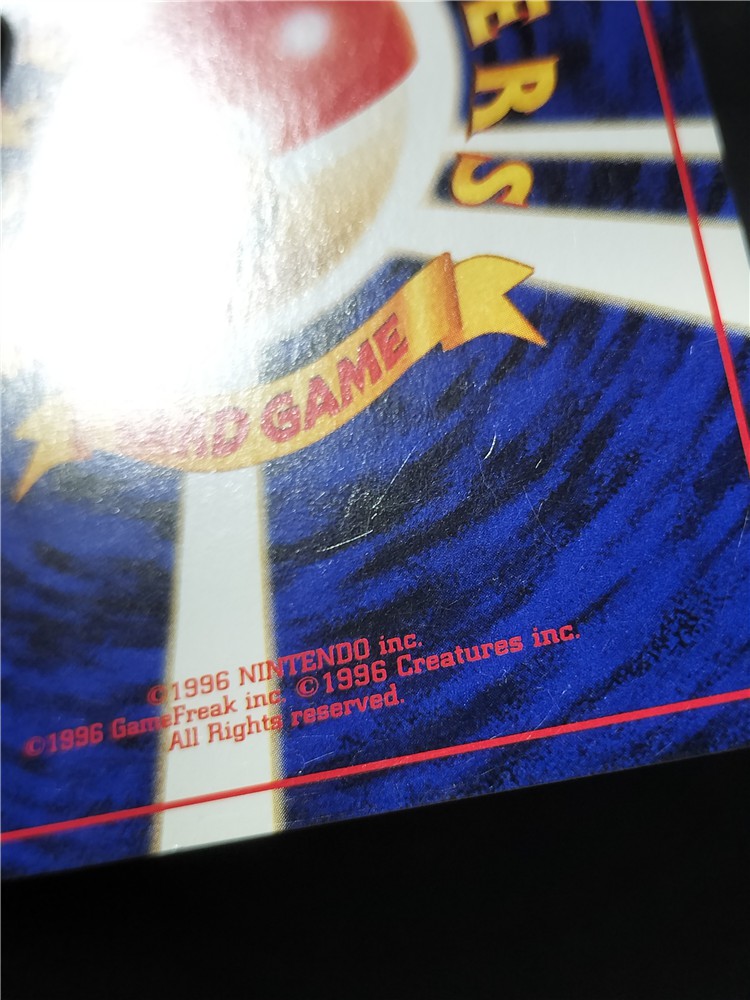 ERS
CARD GAME
©1996 NINTENDO inc.
©1996 GameFreak inc. ©1996 Creatures inc.
All Rights reserved.